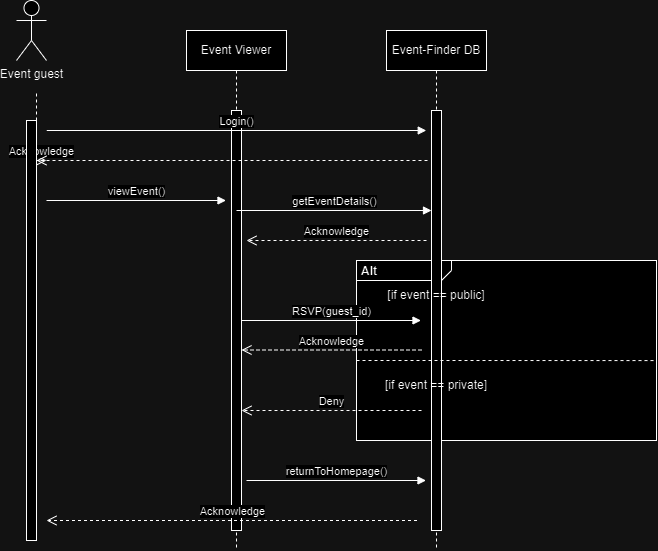 Event guest
Event Viewer
Event-Finder DB
Login()
Acknowledge
viewEvent()
getEventDetails()
Acknowledge
Alt
[if event == public]
RSVP(guest_id)
Acknowledge
[if event == private]
Deny
returnToHomepage()
Acknowledge